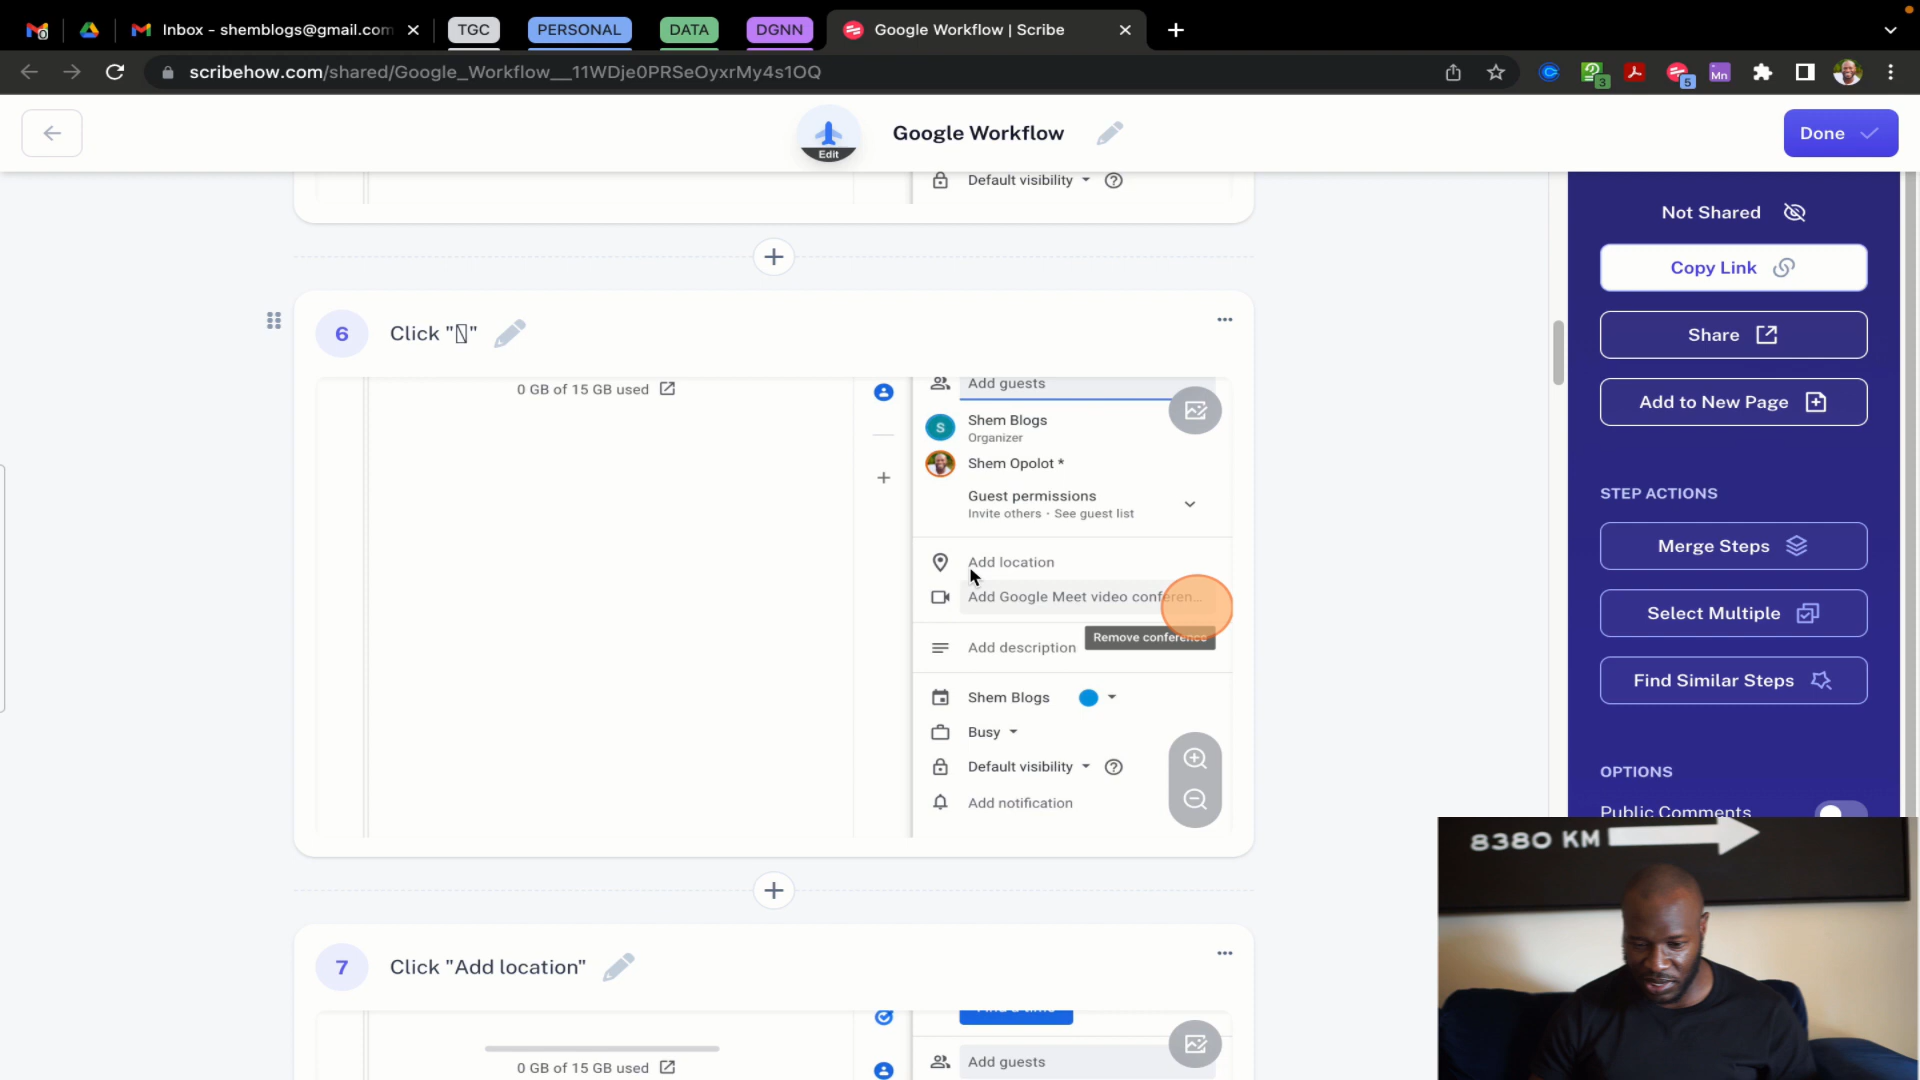 Inbox - shemblogs@gmail.com
TGC
PERSONAL
DATA
DGNN
Google Workflow | Scribe
scribehow.com/shared/Google_Workflow__11WDje0PRSeOyxrMy4s1OQ
3
5
Mn
Edit
Google Workflow
Done
Default visibility
Not Shared
Copy Link
Share
Add to New Page
6
Click "▯"
0 GB of 15 GB used
Add guests
S
Shem Blogs
Organizer
Shem Opolot *
Guest permissions
Invite others · See guest list
Add location
Add Google Meet video conferen...
Remove conference
Add description
Shem Blogs
Busy
Default visibility
Add notification
STEP ACTIONS
Merge Steps
Select Multiple
Find Similar Steps
OPTIONS
Public Comments
8380 KM
7
Click "Add location"
0 GB of 15 GB used
Add guests